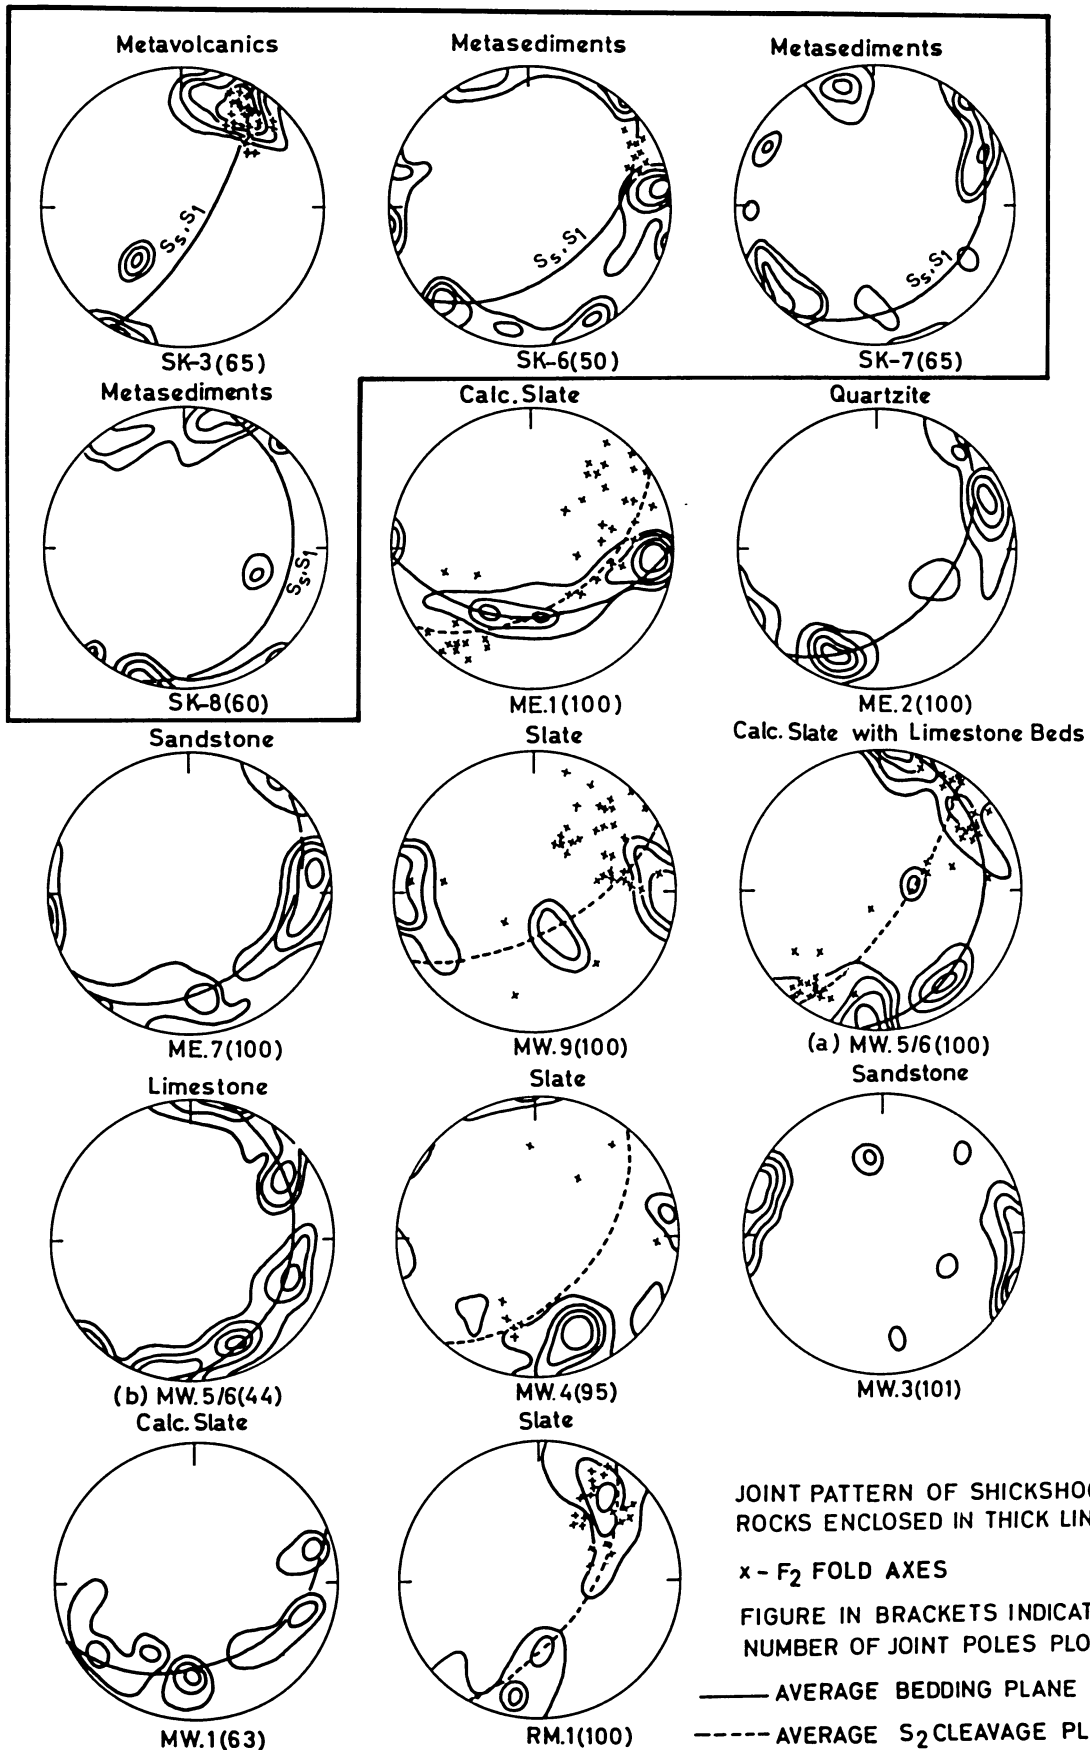 Metavolcanics
Metasediments
Metasediments
Ss,S1
Ss,S1
Ss,S1
SK-3(65)
SK-6(50)
SK-7(65)
Metasediments
Calc. Slate
Quartzite
Ss,S1
SK-8(60)
ME.1(100)
ME.2(100)
Sandstone
Slate
Calc. Slate with Limestone Beds
ME.7(100)
MW.9(100)
(a) MW.5/6(100)
Limestone
Slate
Sandstone
(b) MW.5/6(44)
MW.4(95)
MW.3(101)
Calc. Slate
Slate
MW.1(63)
RM.1(100)
JOINT PATTERN OF
ROCKS ENCLOSED IN THICK
x - F2 FOLD AXES
FIGURE IN BRACKETS
NUMBER OF JOINT POLES
AVERAGE BEDDING PLANE
AVERAGE S2 CLEAVAGE